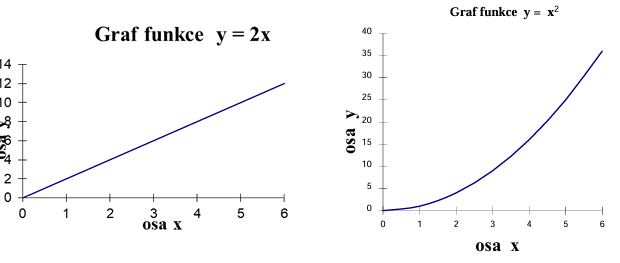 Graf funkce y = 2x
14
12
10
8
6
4
2
0
osa y
0 1 2 3 4 5 6
osa x
Graf funkce y = x²
40
35
30
25
20
15
10
5
0
osa y
0 1 2 3 4 5 6
osa x